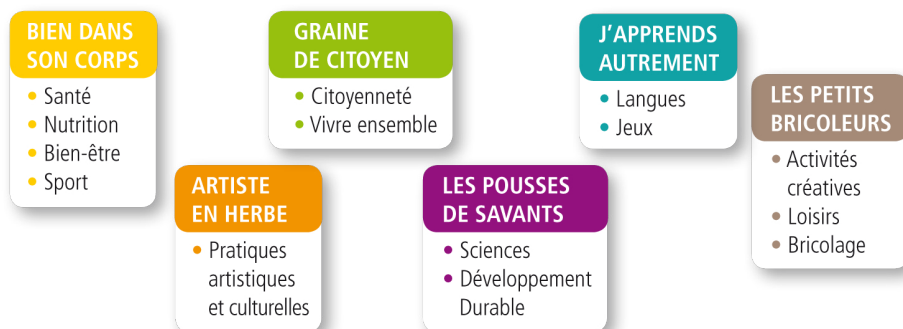 BIEN DANS
SON CORPS
• Santé
• Nutrition
• Bien-être
• Sport
ARTISTE
EN HERBE
• Pratiques
artistiques
et culturelles
GRAINE
DE CITOYEN
• Citoyenneté
• Vivre ensemble
LES POUSSES
DE SAVANTS
• Sciences
• Développement
Durable
J'APPRENDS
AUTREMENT
• Langues
• Jeux
LES PETITS
BRICOLEURS
• Activités
créatives
• Loisirs
• Bricolage